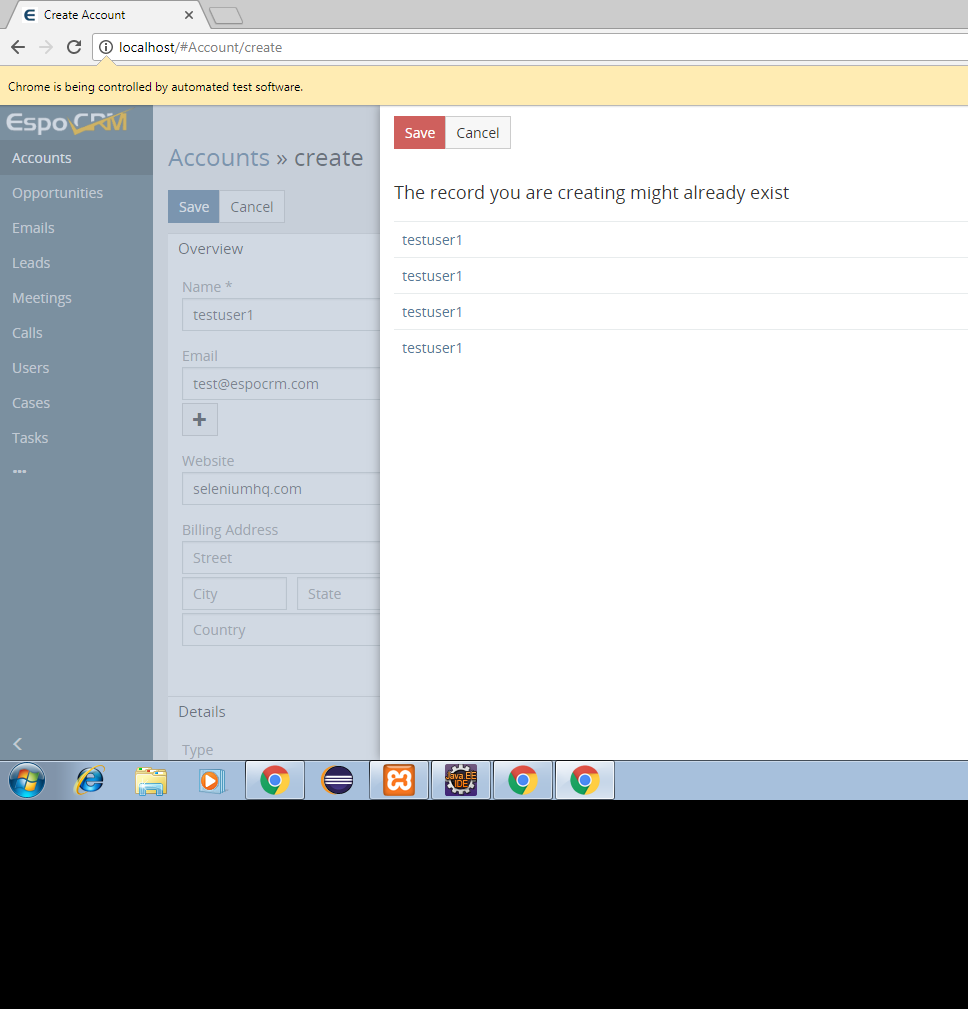 Create Account
localhost/#Account/create
Chrome is being controlled by automated test software.
EspoCRM
Accounts
Opportunities
Emails
Leads
Meetings
Calls
Users
Cases
Tasks
•••
Accounts » create
Save Cancel
Overview
Name *
testuser1
Email
test@espocrm.com
Website
seleniumhq.com
Billing Address
Street
City State
Country
Details
Type
Save Cancel
The record you are creating might already exist
testuser1
testuser1
testuser1
testuser1
Java EE
IDE